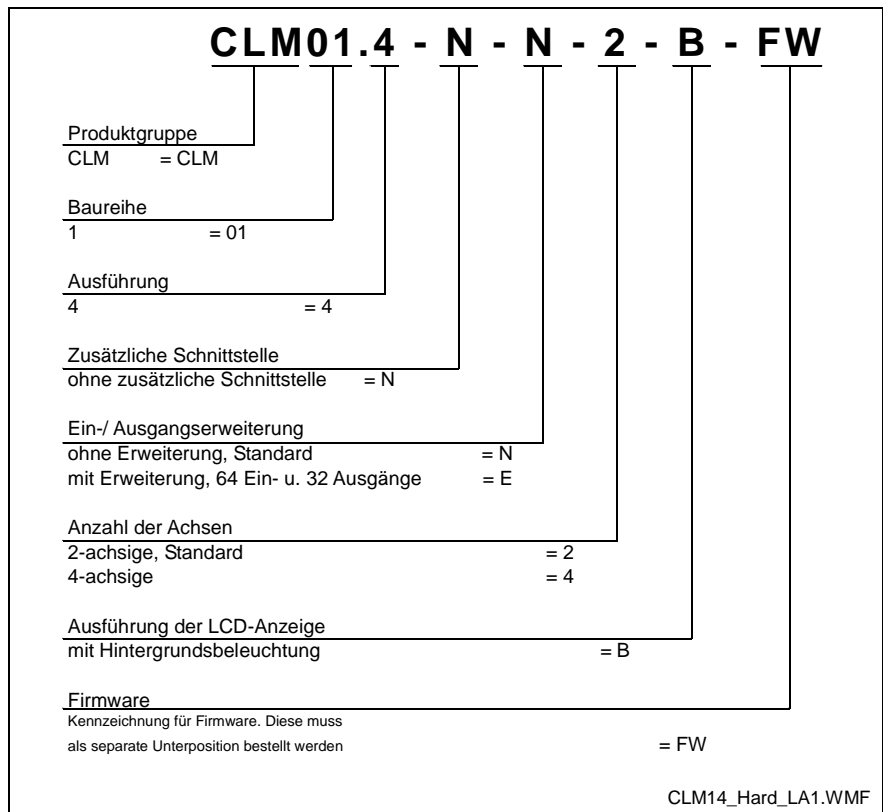 CLM01.4 - N - N - 2 - B - FW
Produktgruppe
CLM = CLM
Baureihe
1 = 01
Ausführung
4 = 4
Zusätzliche Schnittstelle
ohne zusätzliche Schnittstelle = N
Ein-/ Ausgangserweiterung
ohne Erweiterung, Standard = N
mit Erweiterung, 64 Ein- u. 32 Ausgänge = E
Anzahl der Achsen
2-achsige, Standard = 2
4-achsige = 4
Ausführung der LCD-Anzeige
mit Hintergrundsbeleuchtung = B
Firmware
Kennzeichnung für Firmware. Diese muss
als separate Unterposition bestellt werden = FW
CLM14_Hard_LA1.WMF